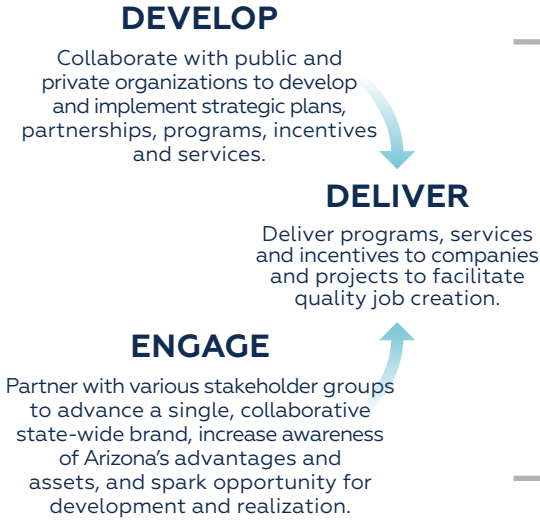 DEVELOP
Collaborate with public and
private organizations to develop
and implement strategic plans,
partnerships, programs, incentives
and services.
DELIVER
Deliver programs, services
and incentives to companies
and projects to facilitate
quality job creation.
ENGAGE
Partner with various stakeholder groups
to advance a single, collaborative
state-wide brand, increase awareness
of Arizona's advantages and
assets, and spark opportunity for
development and realization.